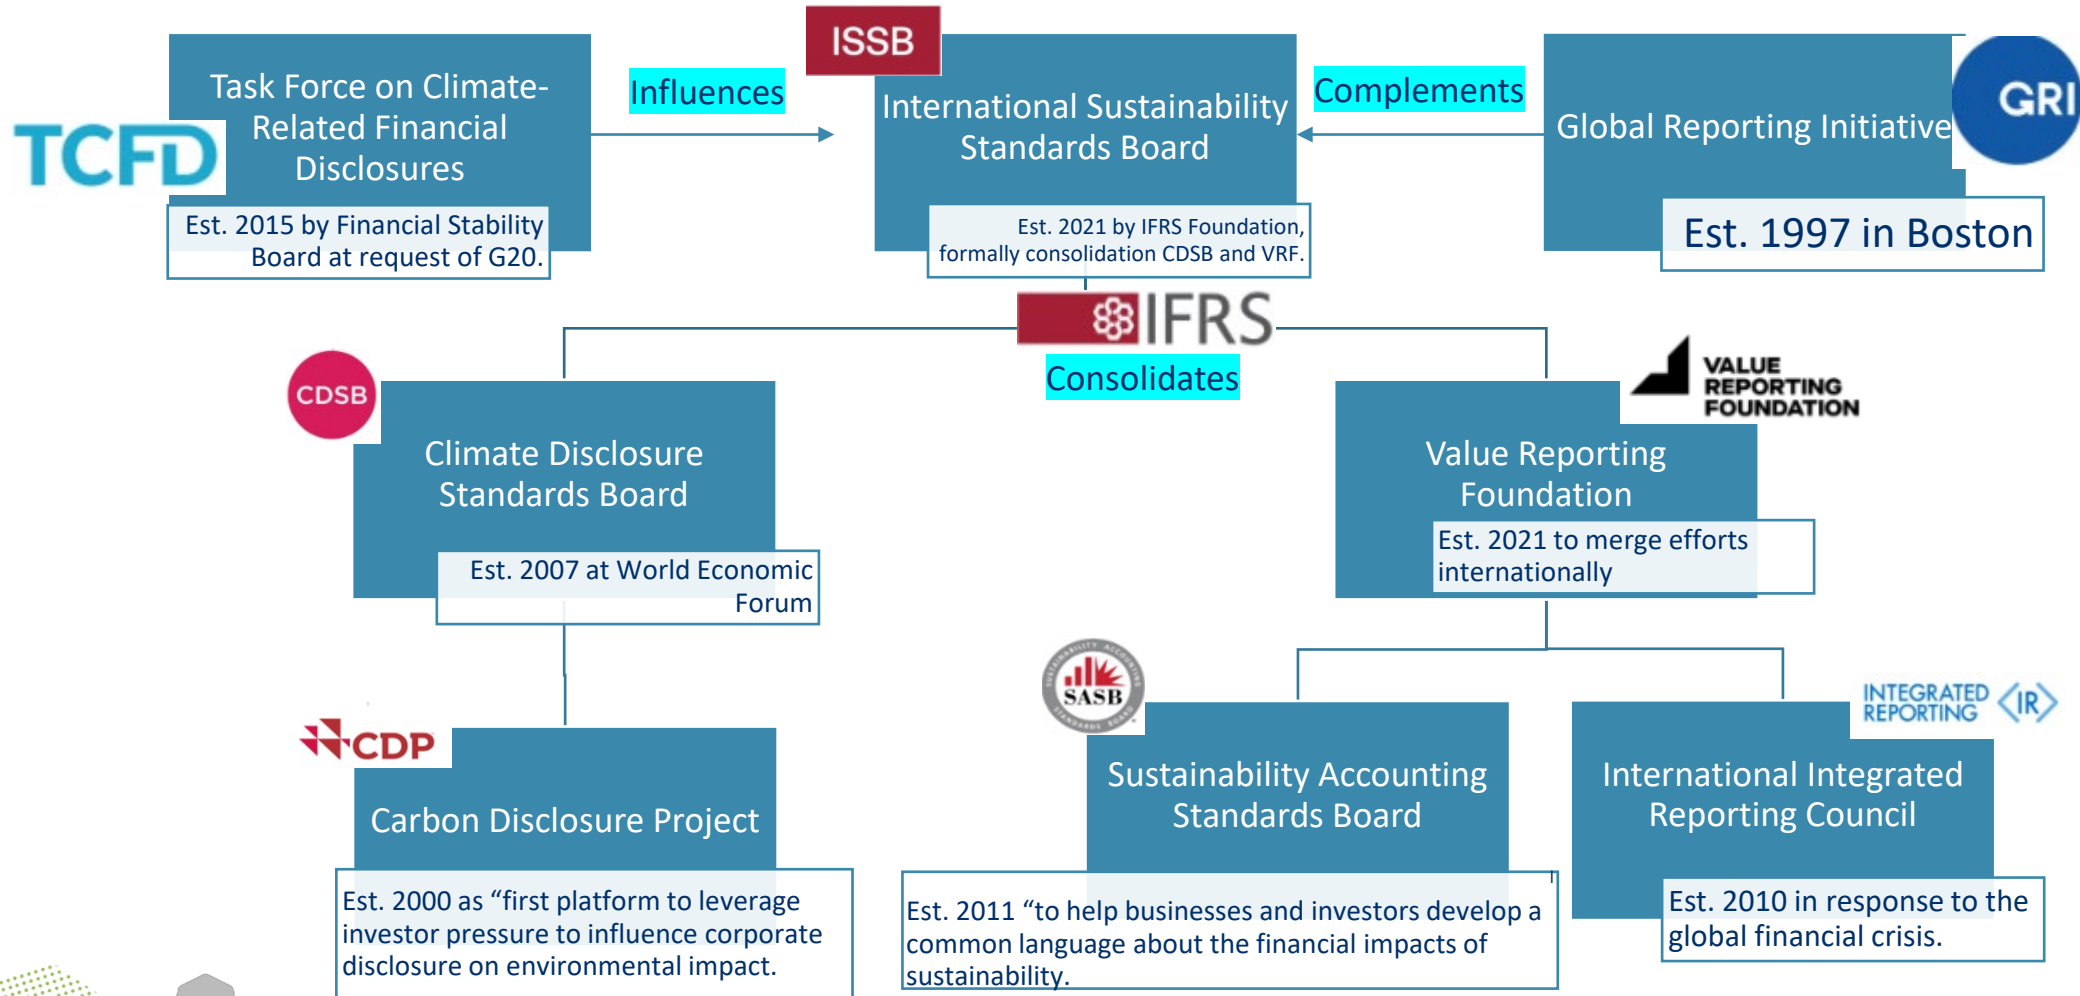 ISSB
Task Force on Climate-
Related Financial
Disclosures
TCFD
Est. 2015 by Financial Stability
Board at request of G20.
Influences
International Sustainability
Standards Board
Est. 2021 by IFRS Foundation,
formally consolidation CDSB and VRF.
Complements
Global Reporting Initiative
GRI
Est. 1997 in Boston
IFRS
Consolidates
CDSB
Climate Disclosure
Standards Board
Est. 2007 at World Economic
Forum
VALUE
REPORTING
FOUNDATION
Value Reporting
Foundation
Est. 2021 to merge efforts
internationally
CDP
Carbon Disclosure Project
Est. 2000 as “first platform to leverage
investor pressure to influence corporate
disclosure on environmental impact.
SUSTAINABILITY ACCOUNTING
SASB
STANDARDS BOARD
Sustainability Accounting
Standards Board
Est. 2011 “to help businesses and investors develop a
common language about the financial impacts of
sustainability.
INTEGRATED
REPORTING
<IR>
International Integrated
Reporting Council
Est. 2010 in response to the
global financial crisis.